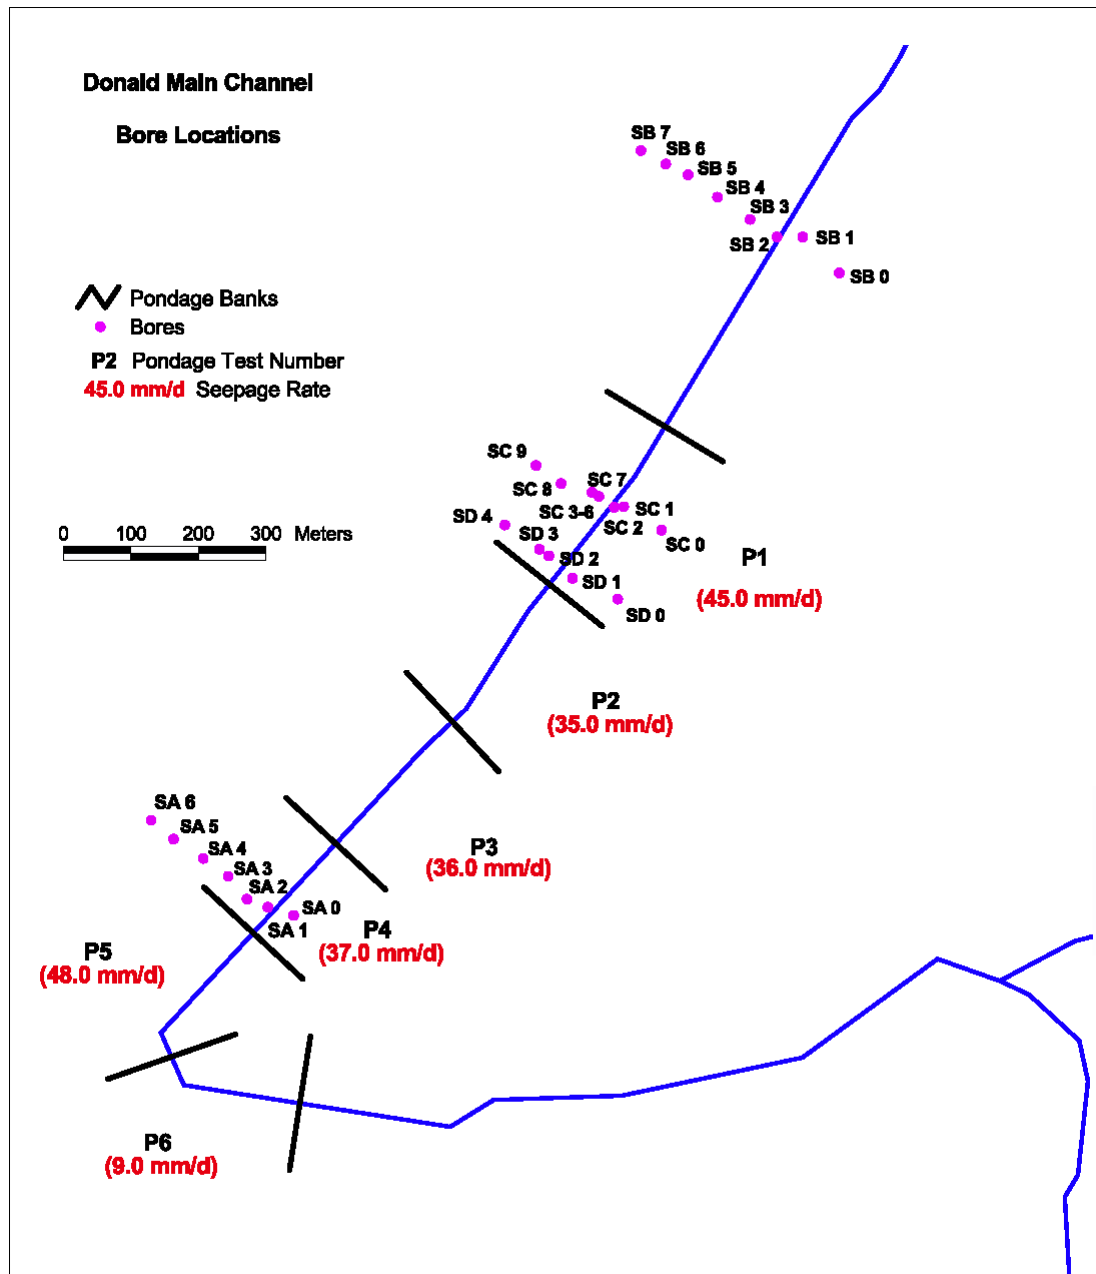 Donald Main Channel
Bore Locations
SB 7
SB 6
SB 5
SB 4
SB 3
SB 2
SB 1
SB 0
Pondage Banks
Bores
P2 Pondage Test Number
45.0 mm/d Seepage Rate
SC 9
SC 8
SC 7
SC 3-6
SC 2
SC 1
SC 0
SD 4
SD 3
SD 2
SD 1
SD 0
0 100 200 300 Meters
P1
(45.0 mm/d)
P2
(35.0 mm/d)
P3
(36.0 mm/d)
SA 6
SA 5
SA 4
SA 3
SA 2
SA 1
SA 0
P4
(37.0 mm/d)
P5
(48.0 mm/d)
P6
(9.0 mm/d)